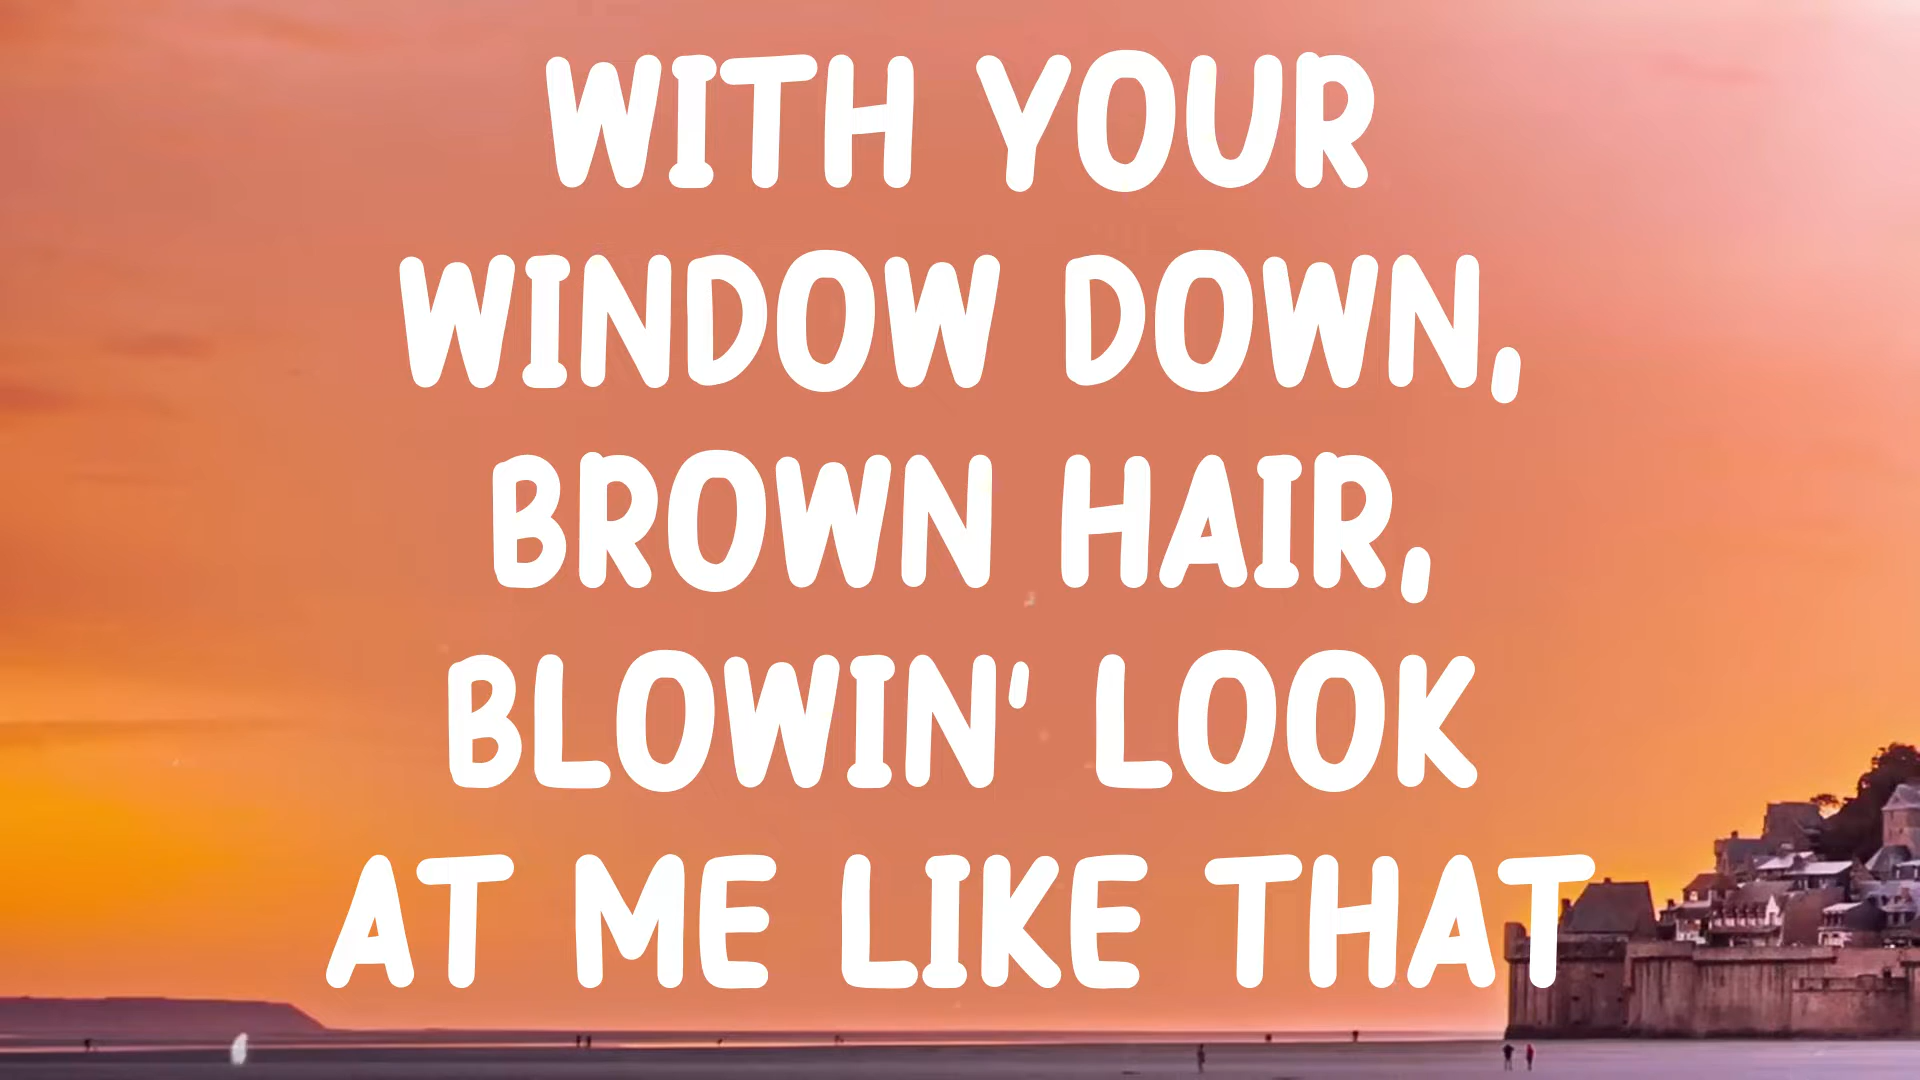 WITH YOUR
WINDOW DOWN,
BROWN HAIR,
BLOWIN' LOOK
AT ME LIKE THAT